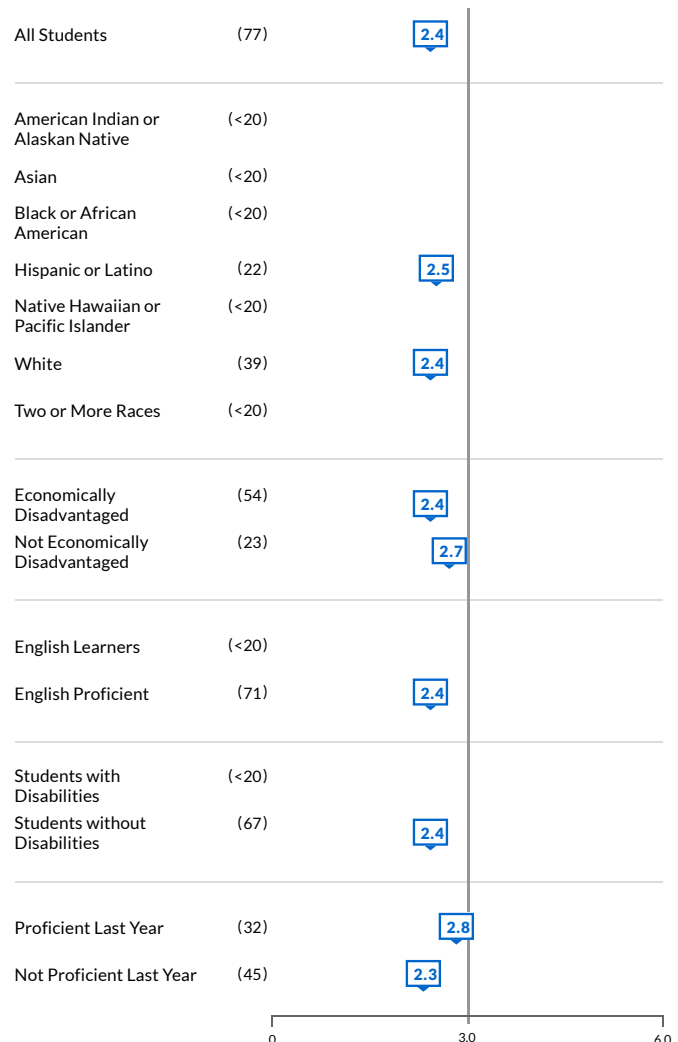 All Students (77) 2.4
American Indian or (<20)
Alaskan Native
Asian (<20)
Black or African (<20)
American
Hispanic or Latino (22) 2.5
Native Hawaiian or (<20)
Pacific Islander
White (39) 2.4
Two or More Races (<20)
Economically (54) 2.4
Disadvantaged
Not Economically (23) 2.7
Disadvantaged
English Learners (<20)
English Proficient (71) 2.4
Students with (<20)
Disabilities
Students without (67) 2.4
Disabilities
Proficient Last Year (32) 2.8
Not Proficient Last Year (45) 2.3
0 3.0 6.0